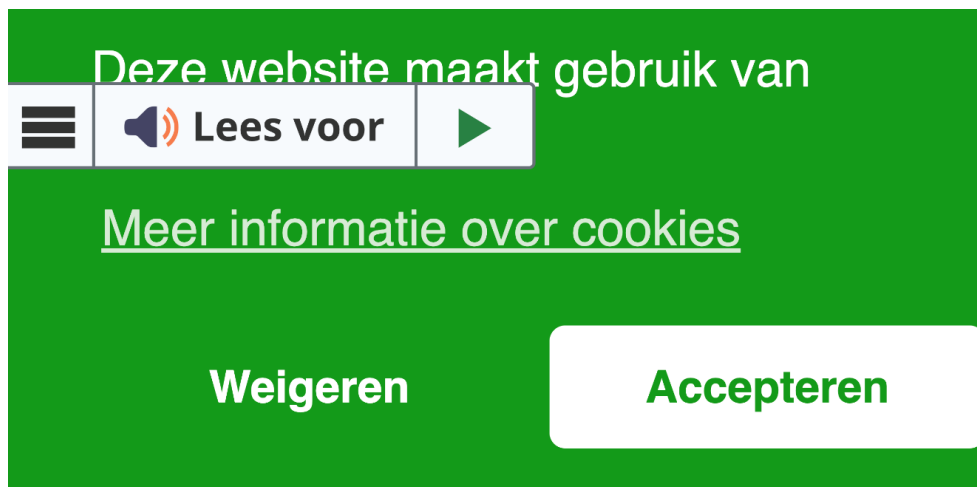 Deze website maakt gebruik van
Lees voor
Meer informatie over cookies
Weigeren
Accepteren